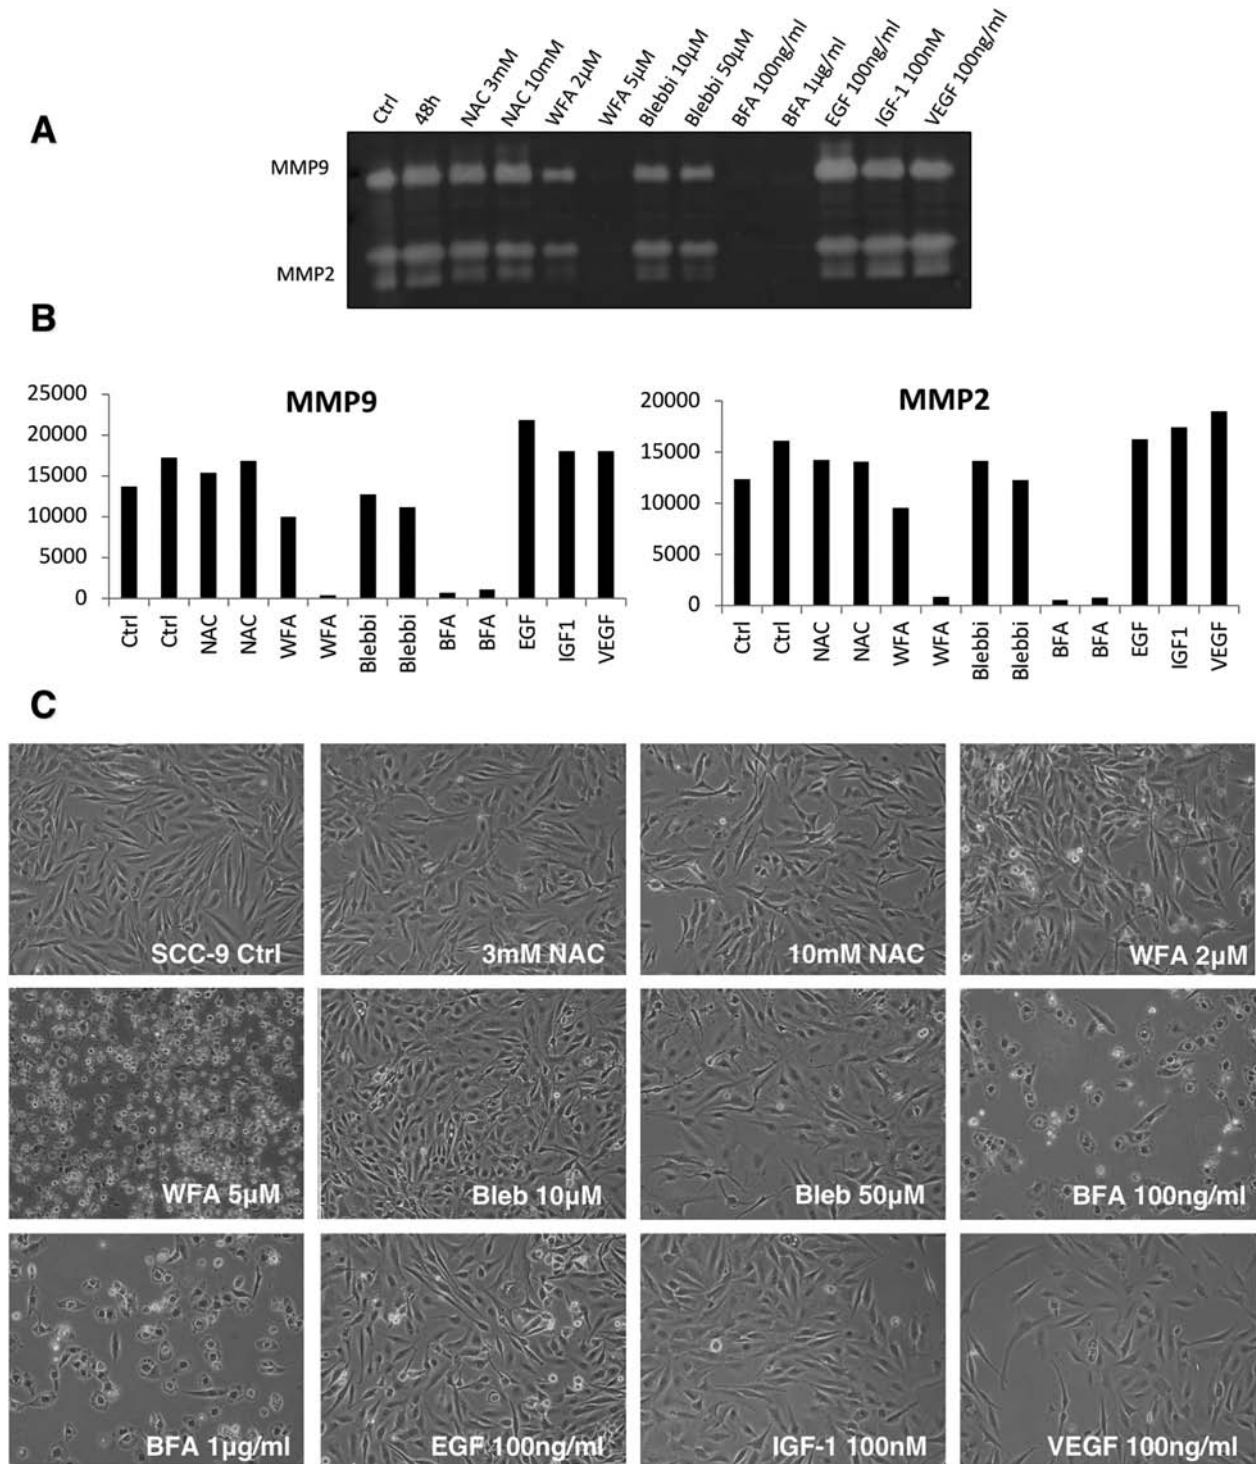 A
Ctrl
48h
NAC 3mM
NAC 10mM
WFA 2µM
WFA 5µM
Blebbi 10µM
Blebbi 50µM
BFA 100ng/ml
BFA 1µg/ml
EGF 100ng/ml
IGF-1 100nM
VEGF 100ng/ml
MMP9
MMP2
B
MMP9
25000
20000
15000
10000
5000
0
Ctrl
Ctrl
NAC
NAC
WFA
WFA
Blebbi
Blebbi
BFA
BFA
EGF
IGF1
VEGF
MMP2
20000
15000
10000
5000
0
Ctrl
Ctrl
NAC
NAC
WFA
WFA
Blebbi
Blebbi
BFA
BFA
EGF
IGF1
VEGF
C
SCC-9 Ctrl
3mM NAC
10mM NAC
WFA 2µM
WFA 5µM
Bleb 10µM
Bleb 50µM
BFA 100ng/ml
BFA 1µg/ml
EGF 100ng/ml
IGF-1 100nM
VEGF 100ng/ml